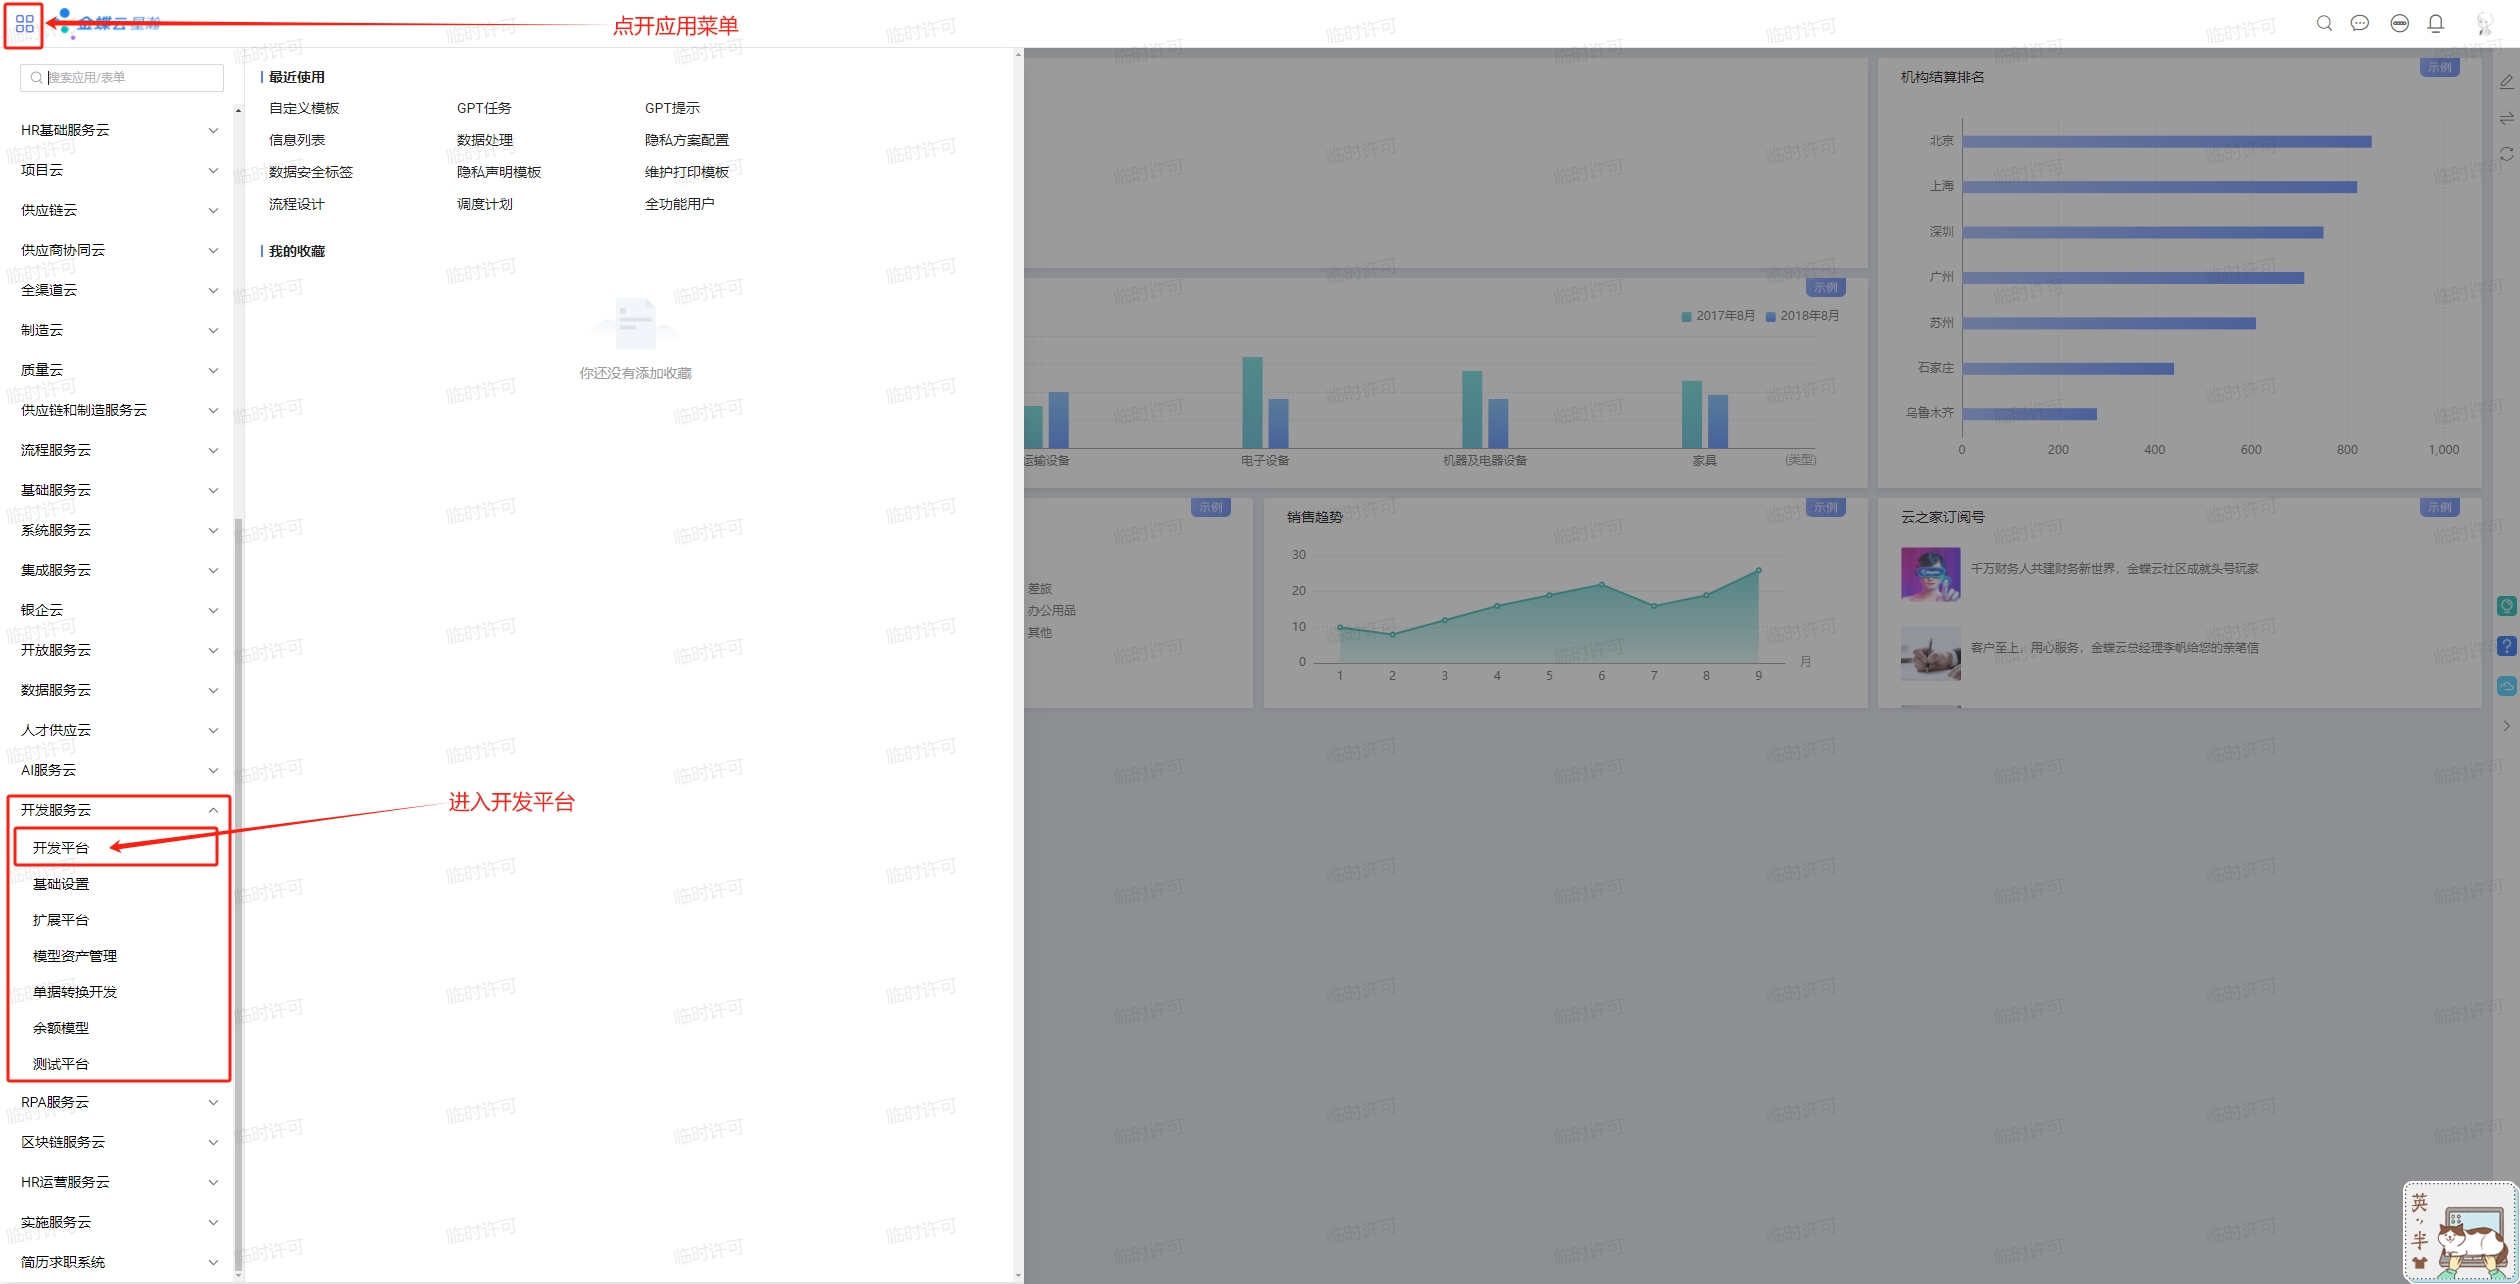 金蝶云星瀚
点开应用菜单
搜索应用/表单
HR基础服务云
项目云
供应链云
供应商协同云
全渠道云
制造云
质量云
供应链和制造服务云
流程服务云
基础服务云
系统服务云
集成服务云
银企云
开放服务云
数据服务云
人才供应云
AI服务云
开发服务云
开发平台
进入开发平台
基础设置
扩展平台
模型资产管理
单据转换开发
余额模型
测试平台
RPA服务云
区块链服务云
HR运营服务云
实施服务云
简历求职系统
最近使用
自定义模板 GPT任务 GPT提示
信息列表 数据处理 隐私方案配置
数据安全标签 隐私声明模板 维护打印模板
流程设计 调度计划 全功能用户
我的收藏
你还没有添加收藏
示例
2017年8月 2018年8月
运输设备 电子设备 机器及电器设备 家具 (类型)
机构结算排名 示例
北京
上海
深圳
广州
苏州
石家庄
乌鲁木齐
0 200 400 600 800 1,000
示例
差旅
办公用品
其他
销售趋势 示例
30
20
10
0
月
1 2 3 4 5 6 7 8 9
云之家订阅号 示例
千万财务人共建财务新世界，金蝶云社区成就头号玩家
客户至上，用心服务，金蝶云总经理李帆给您的亲笔信
英
半
临时许可